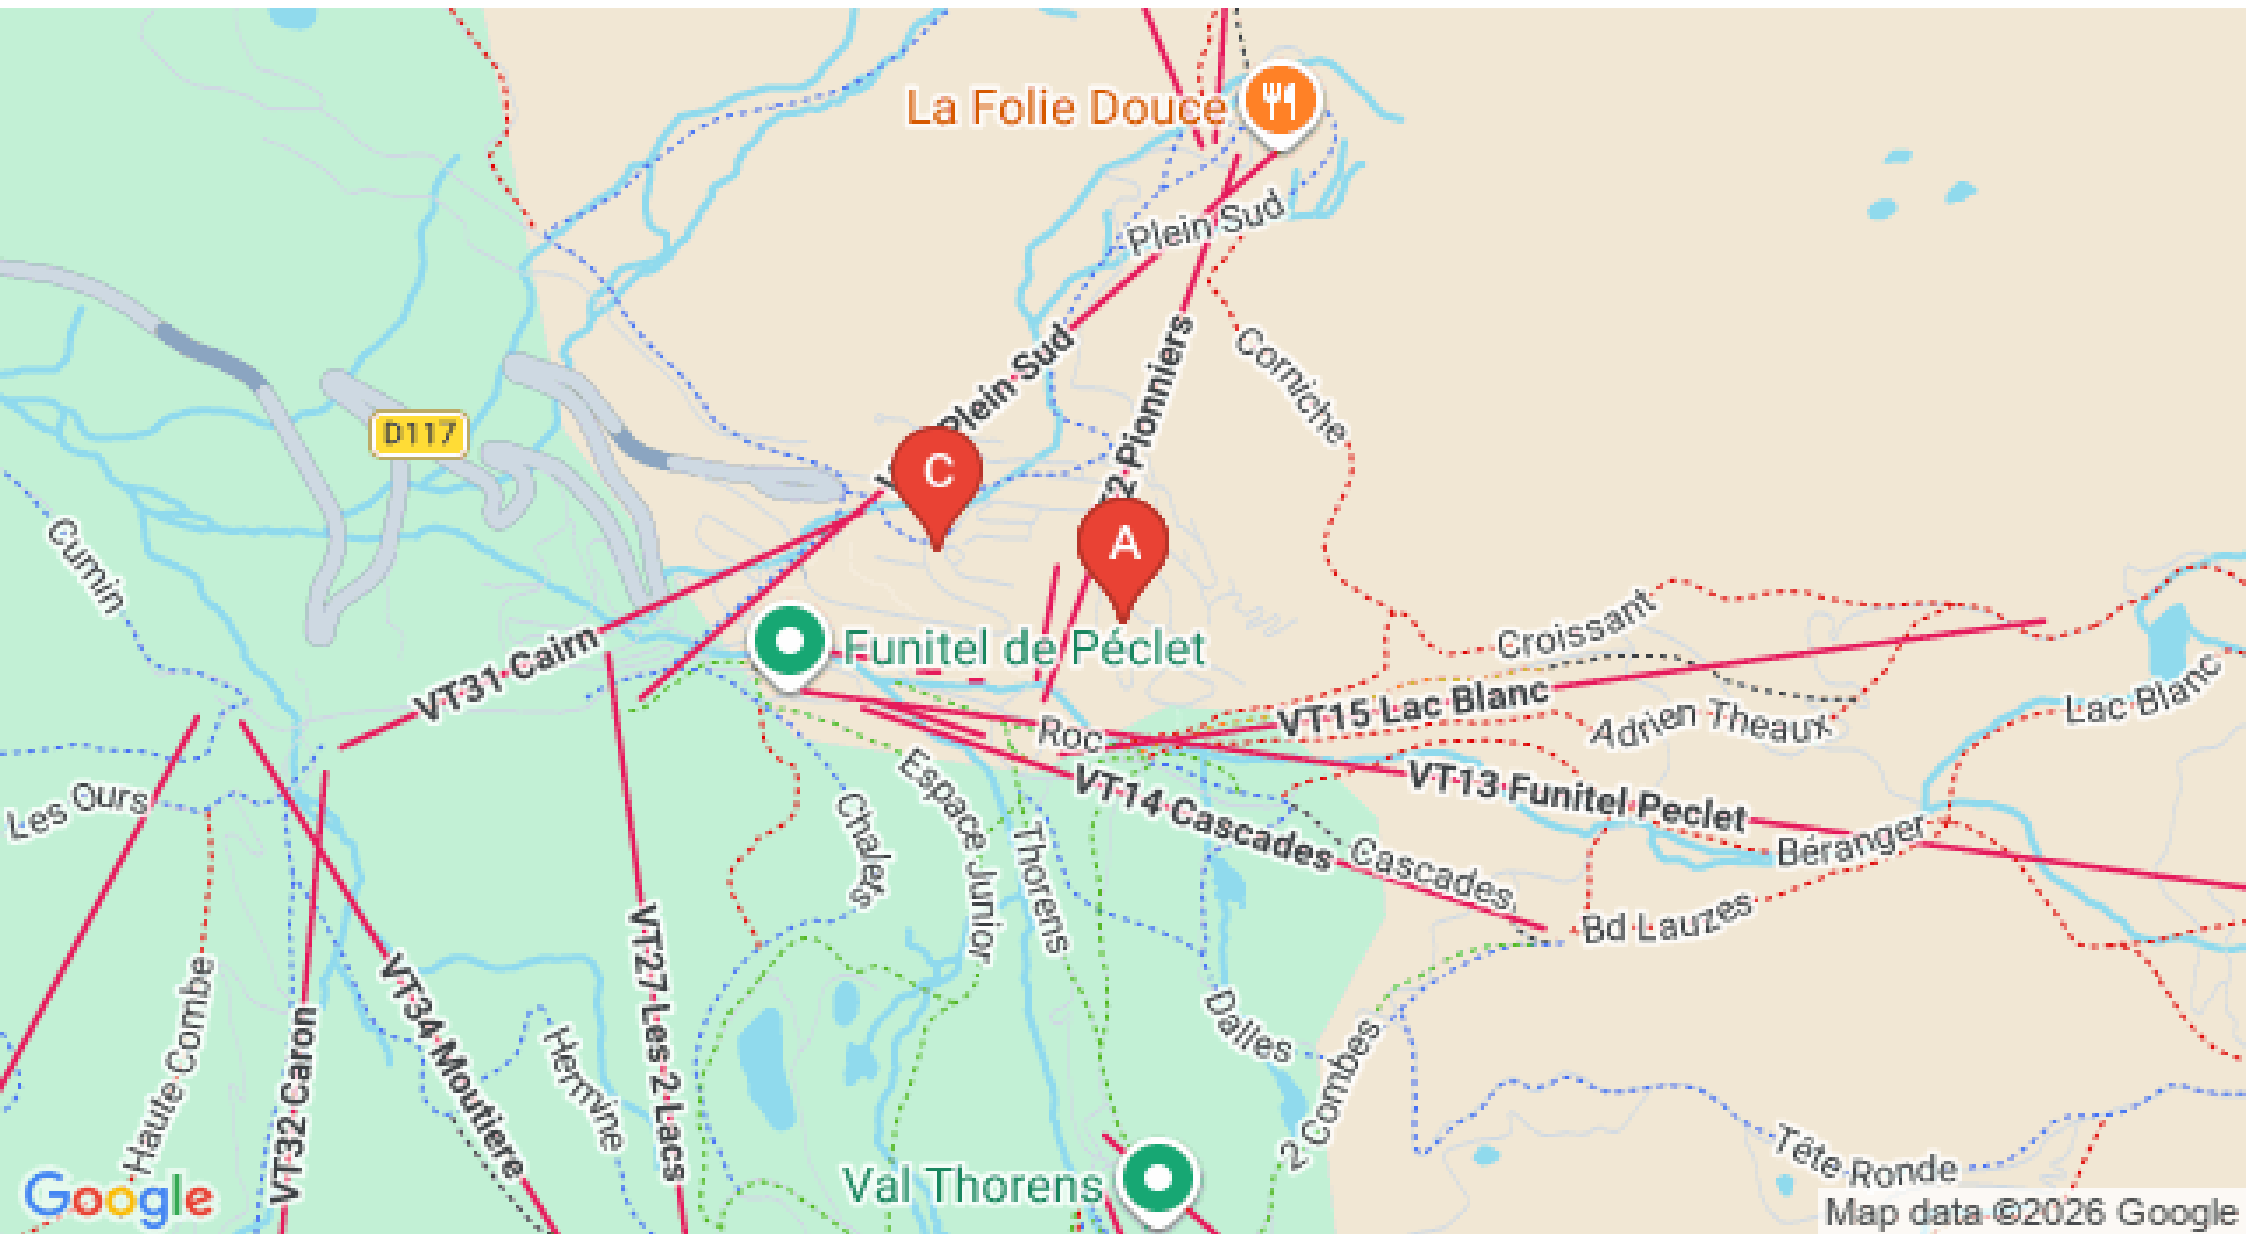 La Folie Douce
Plein Sud
Plein Sud
Corniche
2 Pionniers
D117
C
A
Cumin
Croissant
Funitel de Péclet
VT31 Cairn
VT15 Lac Blanc
Lac Blanc
Adrien Theaux
Roc
Les Ours
VT14 Cascades
VT13 Funitel Peclet
Béranger
Chalets
Espace Junior
Thorens
Cascades
Bd Lauzes
VT27 Les 2 Lacs
VT34 Moutiere
Haute Combe
VT32 Caron
Hermine
Dalles
2 Combes
Tête Ronde
Val Thorens
Google
Map data ©2026 Google